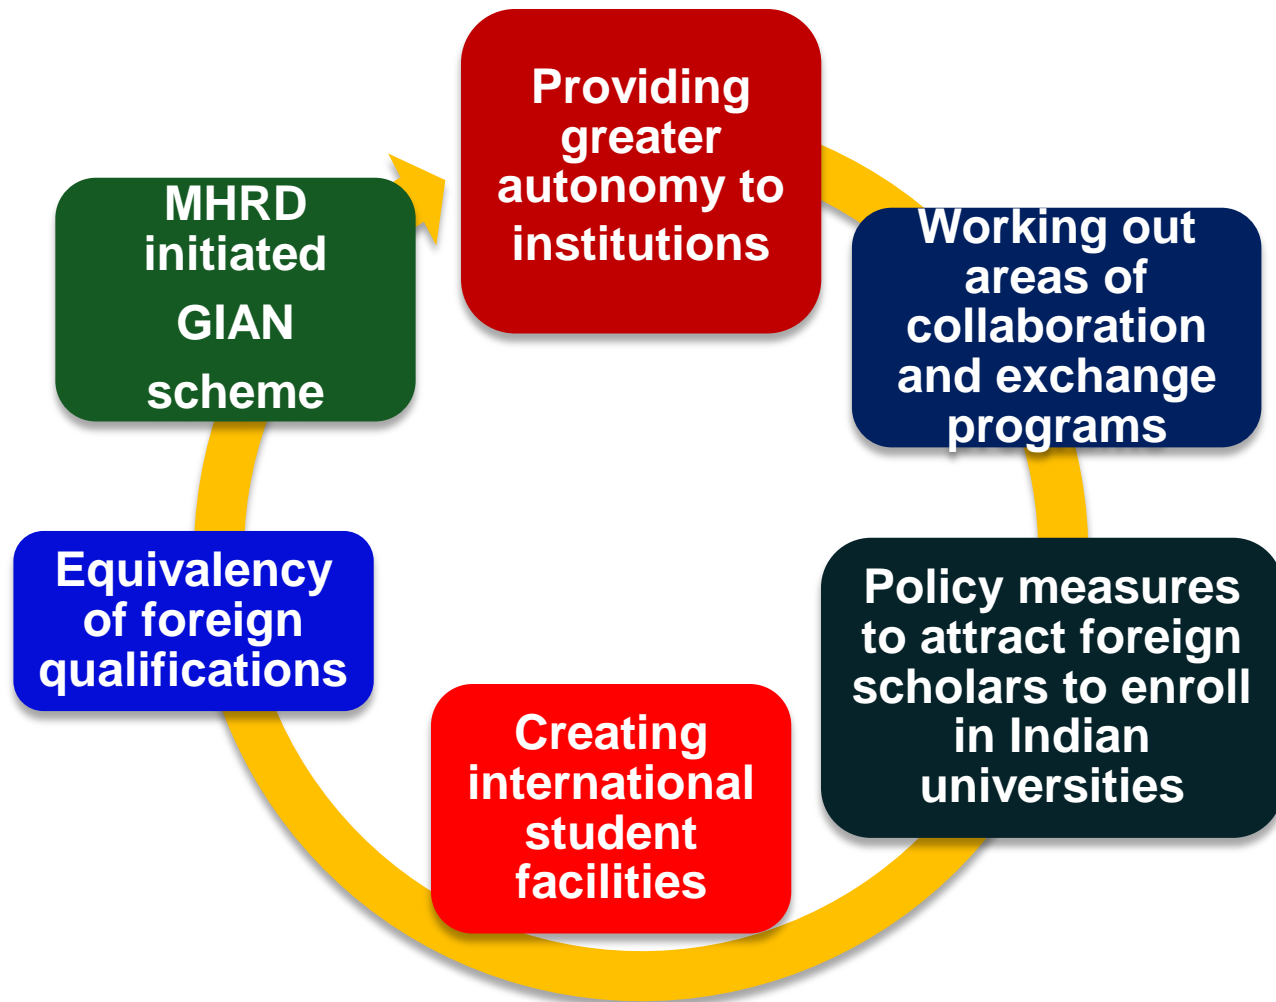 Providing
greater
autonomy to
institutions
Working out
areas of
collaboration
and exchange
programs
Policy measures
to attract foreign
scholars to enroll
in Indian
universities
Creating
international
student
facilities
Equivalency
of foreign
qualifications
MHRD
initiated
GIAN
scheme